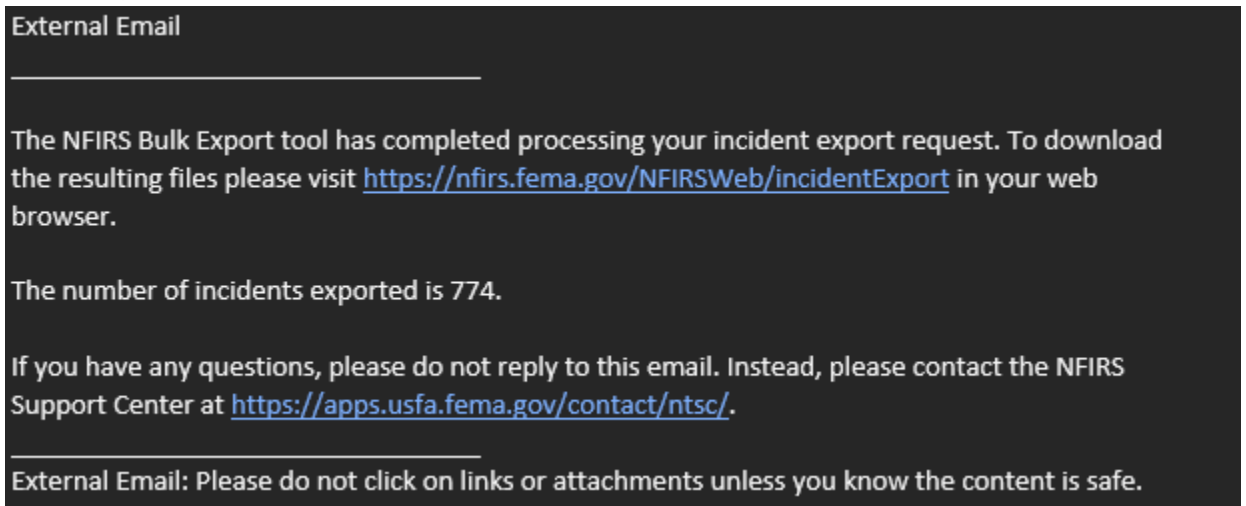 External Email
The NFIRS Bulk Export tool has completed processing your incident export request. To download
the resulting files please visit https://nfirs.fema.gov/NFIRSWeb/incidentExport in your web
browser.
The number of incidents exported is 774.
If you have any questions, please do not reply to this email. Instead, please contact the NFIRS
Support Center at https://apps.usfa.fema.gov/contact/ntsc/.
External Email: Please do not click on links or attachments unless you know the content is safe.